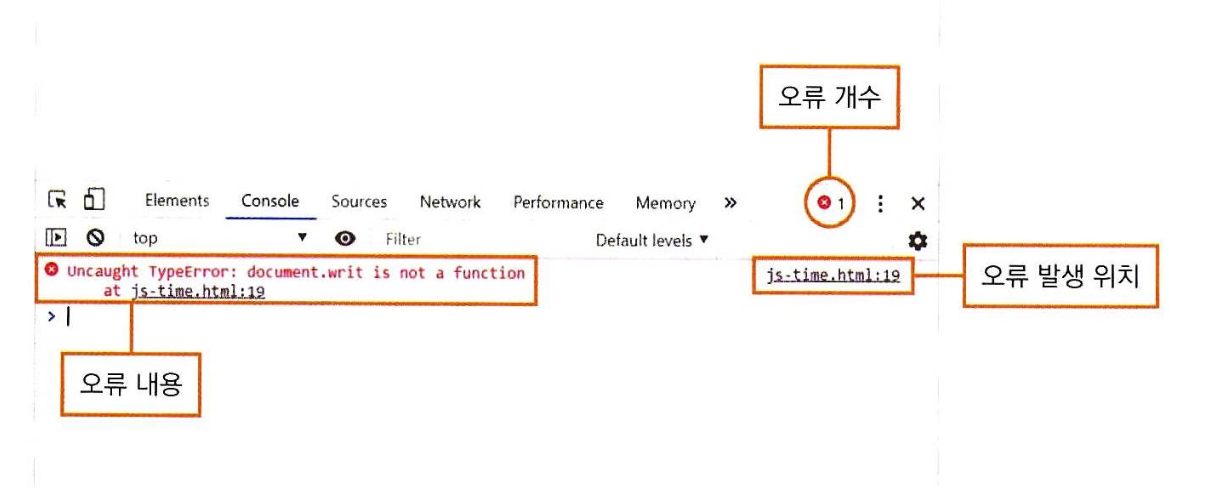 오류 개수
Elements Console Sources Network Performance Memory » 1
top Filter Default levels ▼
Uncaught TypeError: document.writ is not a function js-time.html:19
at js-time.html:19
> |
오류 발생 위치
오류 내용